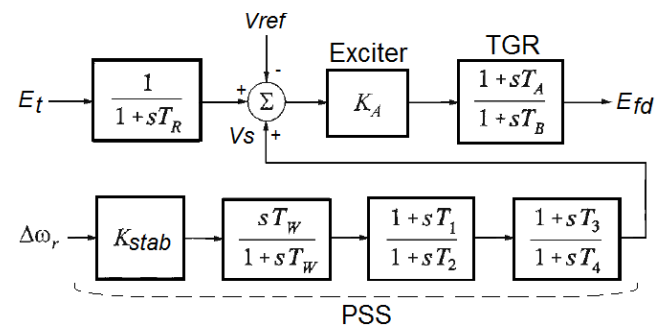 Vref
Exciter
TGR
E_t
1
1+sT_R
+
-
Σ
Vs
+
K_A
1+sT_A
1+sT_B
E_fd
Δω_r
K_stab
sT_W
1+sT_W
1+sT_1
1+sT_2
1+sT_3
1+sT_4
PSS